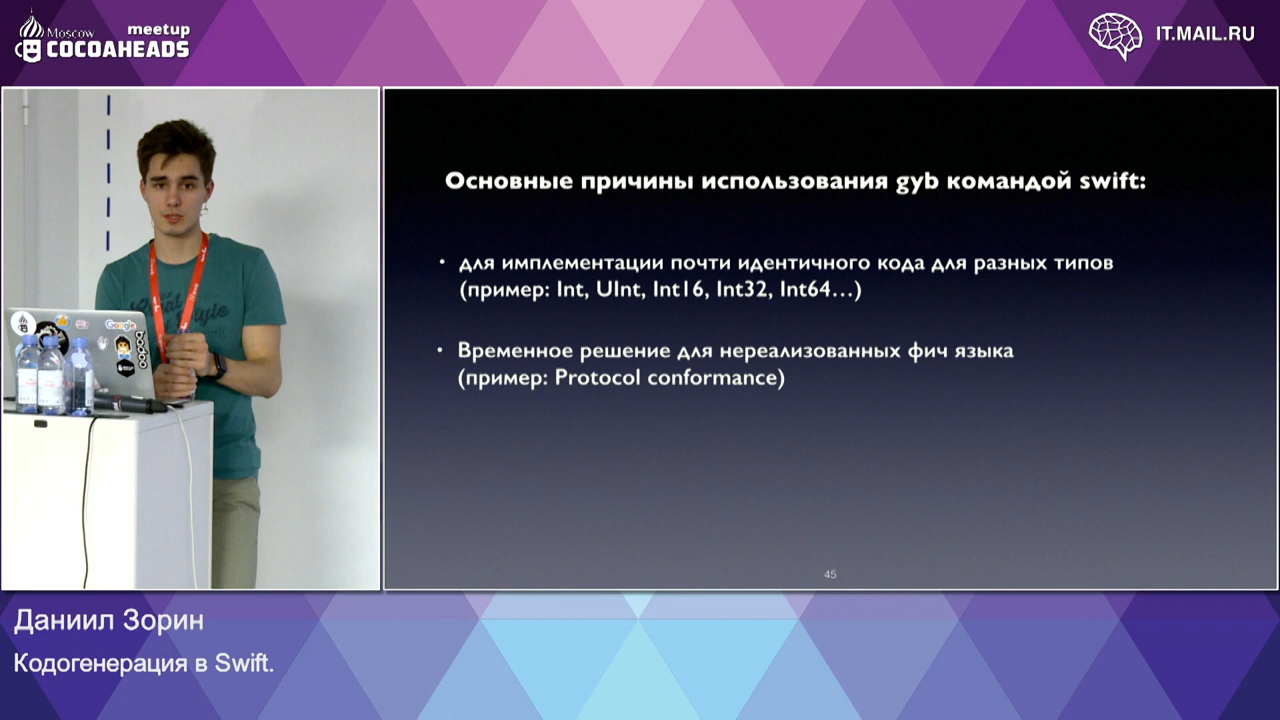 Moscow meetup
COCOAHEADS
IT.MAIL.RU
Основные причины использования gyb командой swift:
• для имплементации почти идентичного кода для разных типов
(пример: Int, UInt, Int16, Int32, Int64...)
• Временное решение для нереализованных фич языка
(пример: Protocol conformance)
45
Google
badoo
Даниил Зорин
Кодогенерация в Swift.